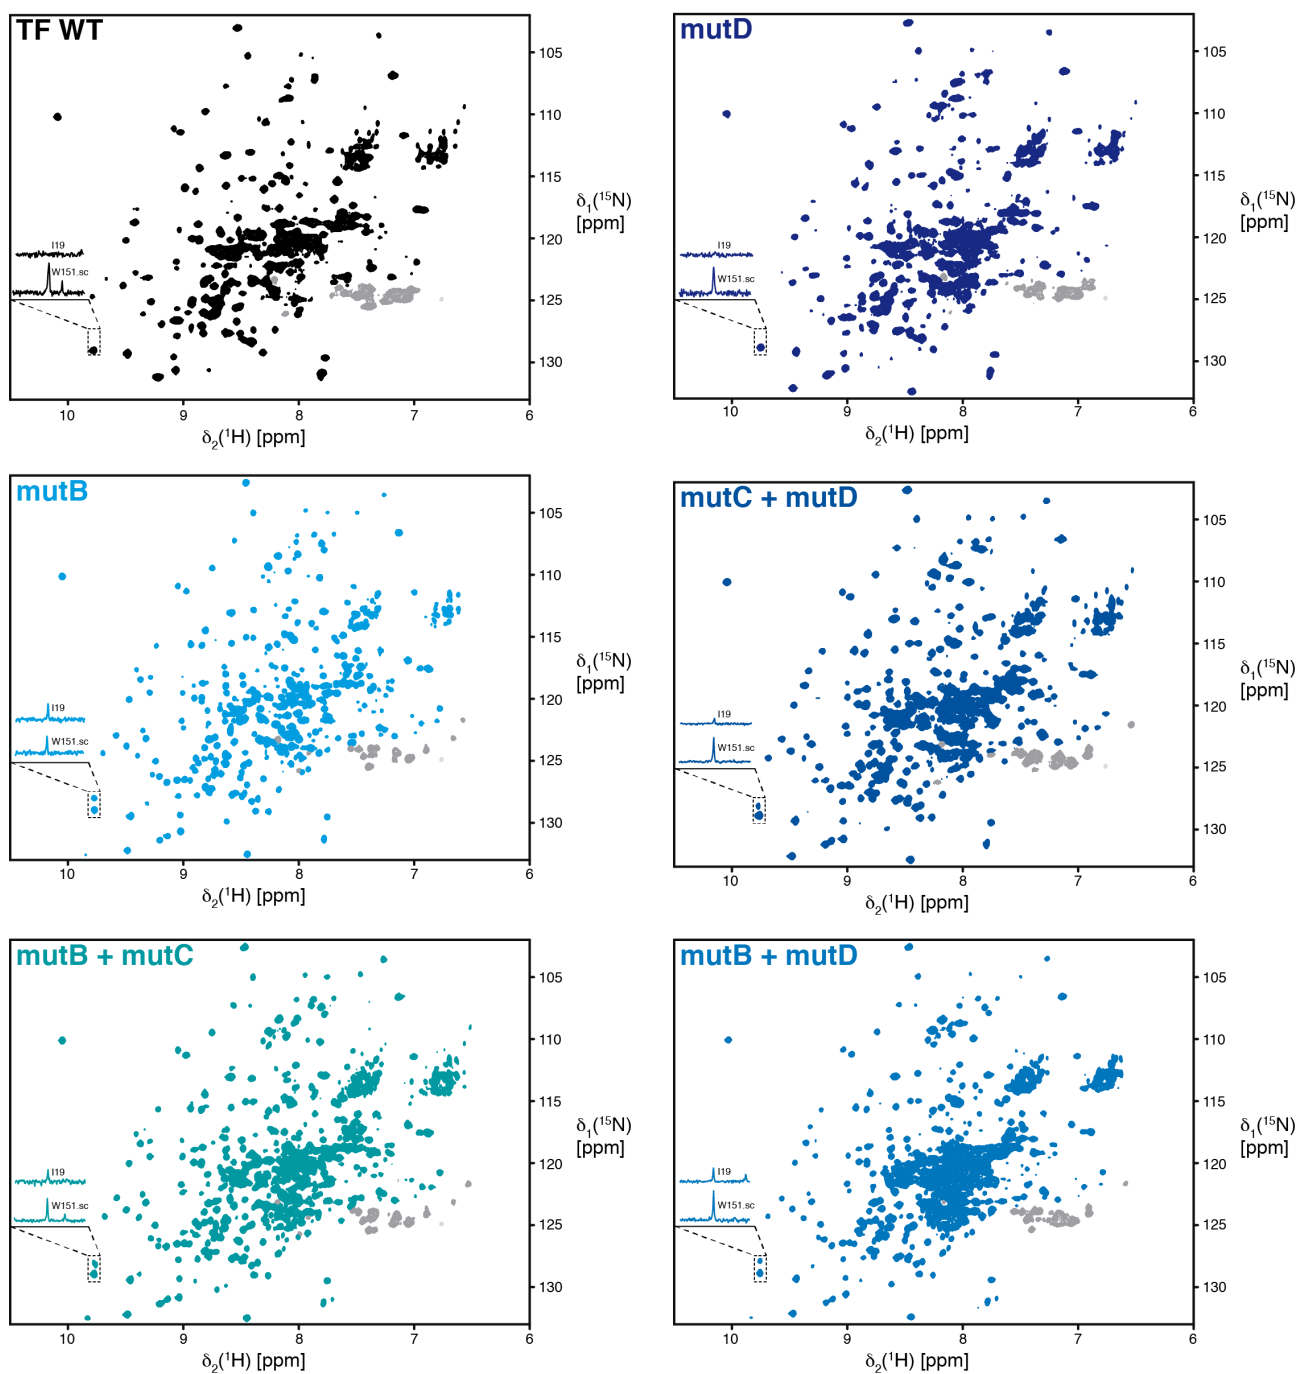 TF WT
I19
W151.sc
105
110
115
120
125
130
δ1(15N)
[ppm]
10 9 8 7 6
δ2(1H) [ppm]
mutD
I19
W151.sc
105
110
115
120
125
130
δ1(15N)
[ppm]
10 9 8 7 6
δ2(1H) [ppm]
mutB
I19
W151.sc
105
110
115
120
125
130
δ1(15N)
[ppm]
10 9 8 7 6
δ2(1H) [ppm]
mutC + mutD
I19
W151.sc
105
110
115
120
125
130
δ1(15N)
[ppm]
10 9 8 7 6
δ2(1H) [ppm]
mutB + mutC
I19
W151.sc
105
110
115
120
125
130
δ1(15N)
[ppm]
10 9 8 7 6
δ2(1H) [ppm]
mutB + mutD
I19
W151.sc
105
110
115
120
125
130
δ1(15N)
[ppm]
10 9 8 7 6
δ2(1H) [ppm]